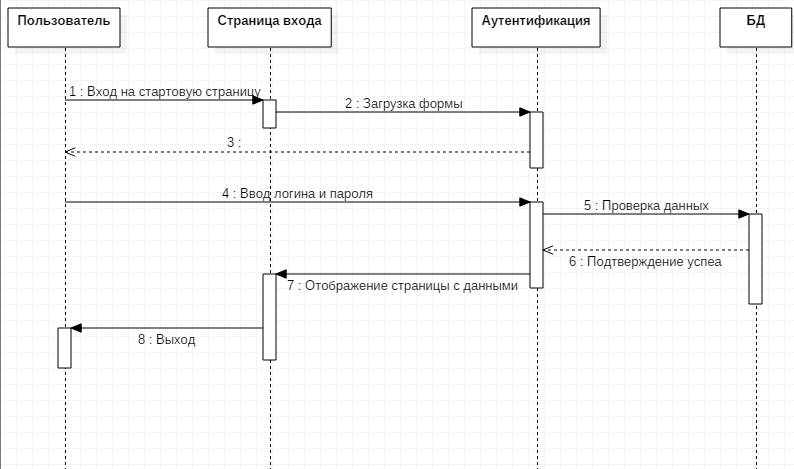 Пользователь
Страница входа
Аутентификация
БД
1 : Вход на стартовую страницу
2 : Загрузка формы
3 :
4 : Ввод логина и пароля
5 : Проверка данных
6 : Подтверждение успеа
7 : Отображение страницы с данными
8 : Выход